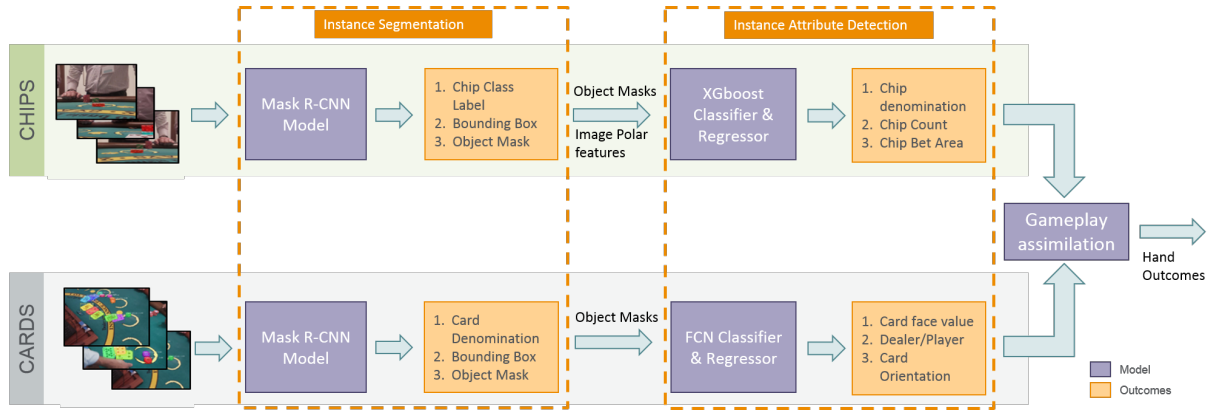 Instance Segmentation
Instance Attribute Detection
CHIPS
Mask R-CNN
Model
1. Chip Class
Label
2. Bounding Box
3. Object Mask
Object Masks
Image Polar
features
XGboost
Classifier &
Regressor
1. Chip
denomination
2. Chip Count
3. Chip Bet Area
Gameplay
assimilation
Hand
Outcomes
CARDS
Mask R-CNN
Model
1. Card
Denomination
2. Bounding Box
3. Object Mask
Object Masks
FCN Classifier
& Regressor
1. Card face value
2. Dealer/Player
3. Card
Orientation
Model
Outcomes